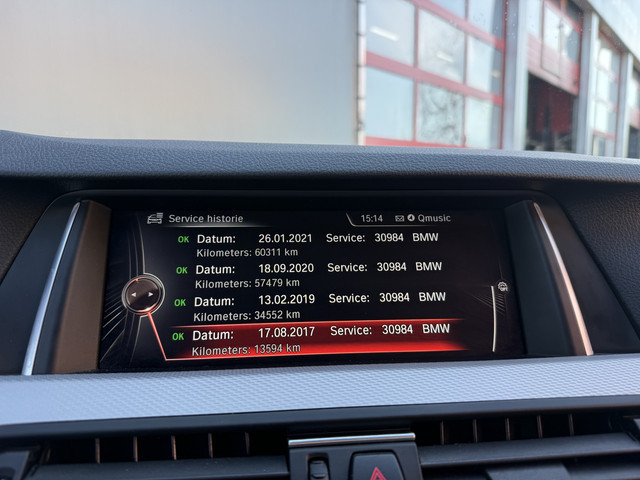 Service historie 15:14 Qmusic
OK Datum: 26.01.2021 Service: 30984 BMW
Kilometers: 60311 km
OK Datum: 18.09.2020 Service: 30984 BMW
Kilometers: 57479 km
OK Datum: 13.02.2019 Service: 30984 BMW
Kilometers: 34552 km
OK Datum: 17.08.2017 Service: 30984 BMW
Kilometers: 13594 km